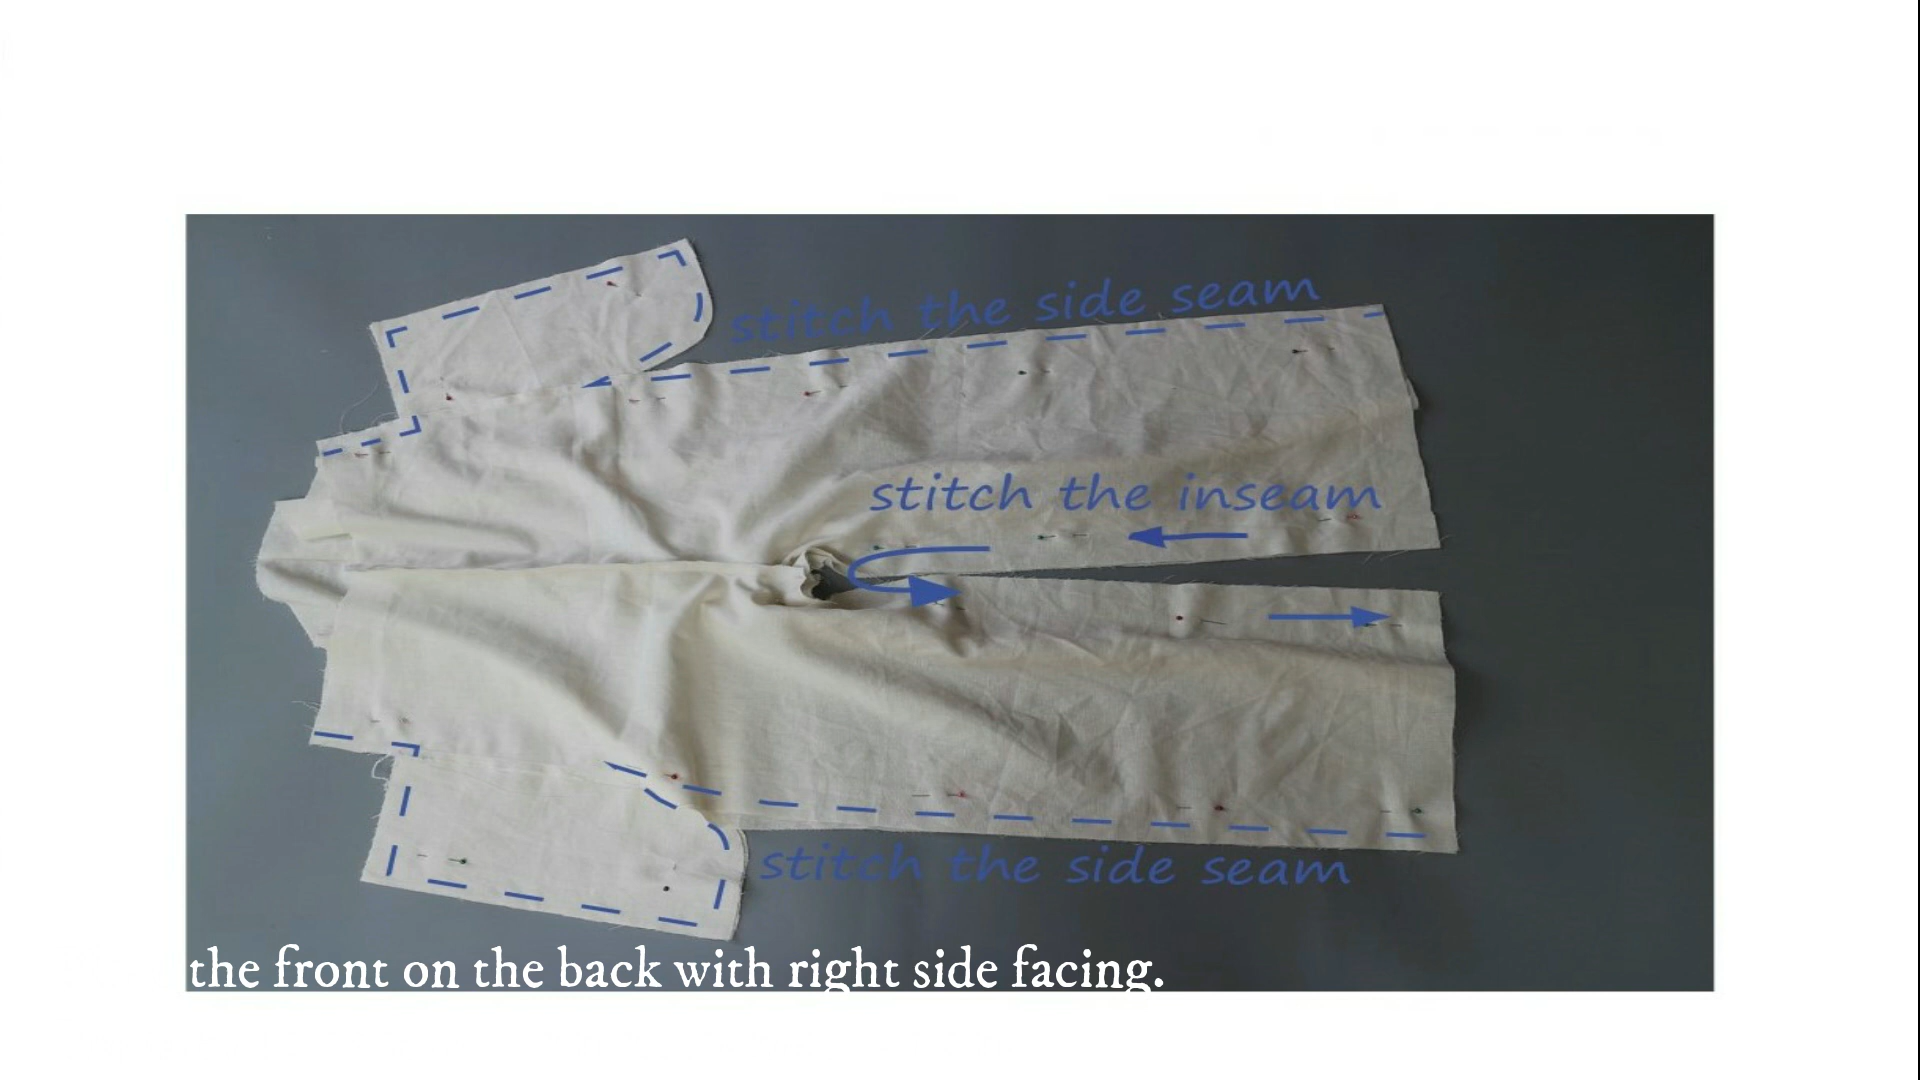 stitch the side seam
stitch the inseam
stitch the side seam
the front on the back with right side facing.